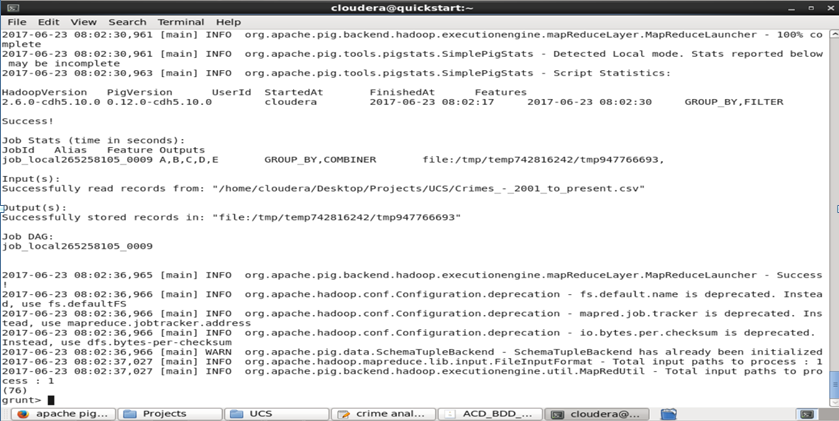 cloudera@quickstart:~
File Edit View Search Terminal Help
2017-06-23 08:02:30,961 [main] INFO  org.apache.pig.backend.hadoop.executionengine.mapReduceLayer.MapReduceLauncher - 100% co
mplete
2017-06-23 08:02:30,961 [main] INFO  org.apache.pig.tools.pigstats.SimplePigStats - Detected Local mode. Stats reported below
 may be incomplete
2017-06-23 08:02:30,963 [main] INFO  org.apache.pig.tools.pigstats.SimplePigStats - Script Statistics:
HadoopVersion PigVersion UserId StartedAt FinishedAt Features
2.6.0-cdh5.10.0 0.12.0-cdh5.10.0 cloudera 2017-06-23 08:02:17 2017-06-23 08:02:30 GROUP_BY,FILTER
Success!
Job Stats (time in seconds):
JobId Alias Feature Outputs
job_local265258105_0009 A,B,C,D,E GROUP_BY,COMBINER file:/tmp/temp742816242/tmp947766693,
Input(s):
Successfully read records from: "/home/cloudera/Desktop/Projects/UCS/Crimes_-_2001_to_present.csv"
Output(s):
Successfully stored records in: "file:/tmp/temp742816242/tmp947766693"
Job DAG:
job_local265258105_0009
2017-06-23 08:02:36,965 [main] INFO  org.apache.pig.backend.hadoop.executionengine.mapReduceLayer.MapReduceLauncher - Success
!
2017-06-23 08:02:36,966 [main] INFO  org.apache.hadoop.conf.Configuration.deprecation - fs.default.name is deprecated. Instea
d, use fs.defaultFS
2017-06-23 08:02:36,966 [main] INFO  org.apache.hadoop.conf.Configuration.deprecation - mapred.job.tracker is deprecated. Ins
tead, use mapreduce.jobtracker.address
2017-06-23 08:02:36,966 [main] INFO  org.apache.hadoop.conf.Configuration.deprecation - io.bytes.per.checksum is deprecated. 
Instead, use dfs.bytes-per-checksum
2017-06-23 08:02:36,966 [main] WARN  org.apache.pig.data.SchemaTupleBackend - SchemaTupleBackend has already been initialized
2017-06-23 08:02:37,027 [main] INFO  org.apache.hadoop.mapreduce.lib.input.FileInputFormat - Total input paths to process : 1
2017-06-23 08:02:37,027 [main] INFO  org.apache.pig.backend.hadoop.executionengine.util.MapRedUtil - Total input paths to pro
cess : 1
(76)
grunt>
apache pig... Projects UCS crime anal... ACD_BDD_... cloudera@...